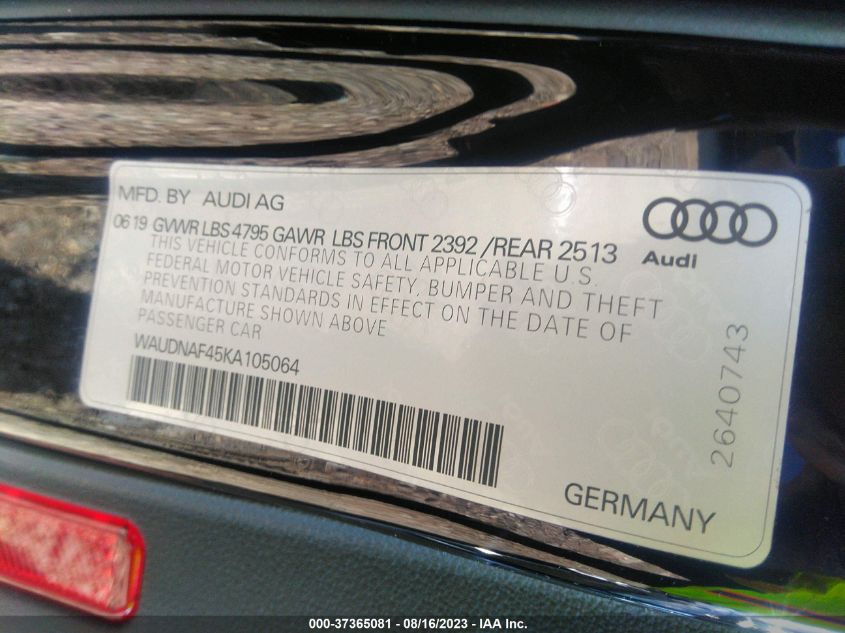 MFD. BY AUDI AG
06 19 GVWR LBS 4795 GAWR LBS FRONT 2392 /REAR 2513
THIS VEHICLE CONFORMS TO ALL APPLICABLE U.S.
FEDERAL MOTOR VEHICLE SAFETY, BUMPER AND THEFT
PREVENTION STANDARDS IN EFFECT ON THE DATE OF
MANUFACTURE SHOWN ABOVE
PASSENGER CAR
WAUDNAF45KA105064
Audi
2640743
GERMANY
000-37365081 - 08/16/2023 - IAA Inc.